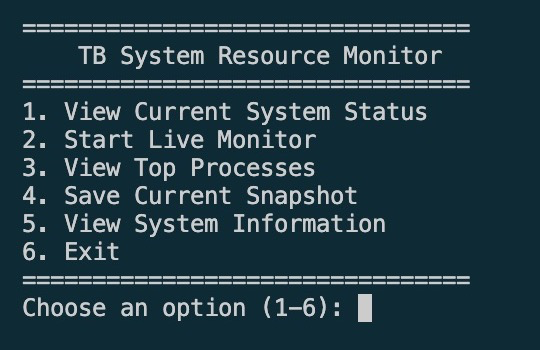 ================================
TB System Resource Monitor
================================
1. View Current System Status
2. Start Live Monitor
3. View Top Processes
4. Save Current Snapshot
5. View System Information
6. Exit
================================
Choose an option (1-6):